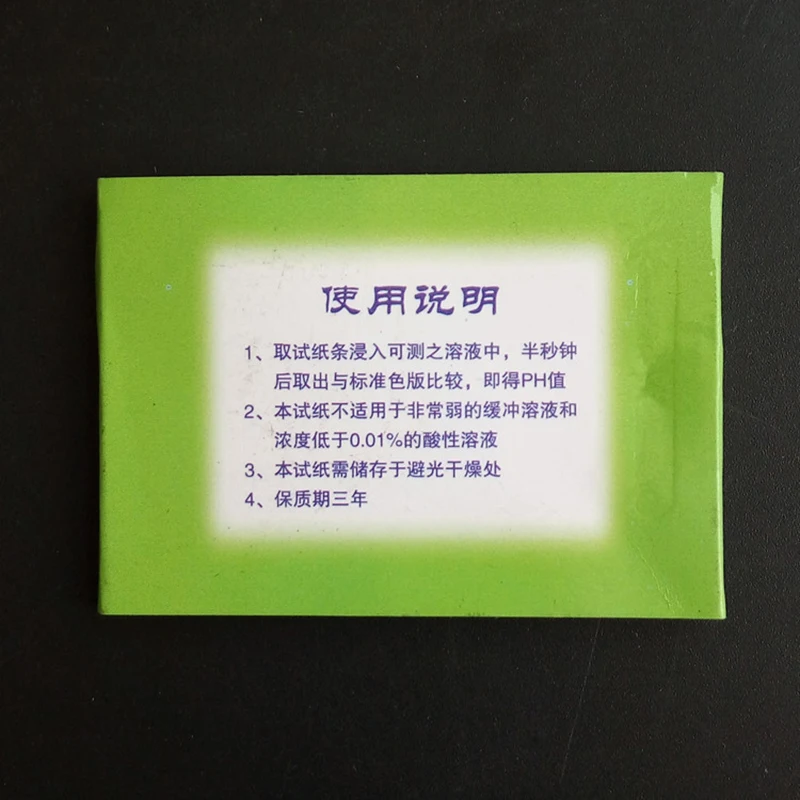 使用说明
1、取试纸条浸入可测之溶液中，半秒钟
后取出与标准色版比较，即得PH值
2、本试纸不适用于非常弱的缓冲溶液和
浓度低于0.01%的酸性溶液
3、本试纸需储存于避光干燥处
4、保质期三年